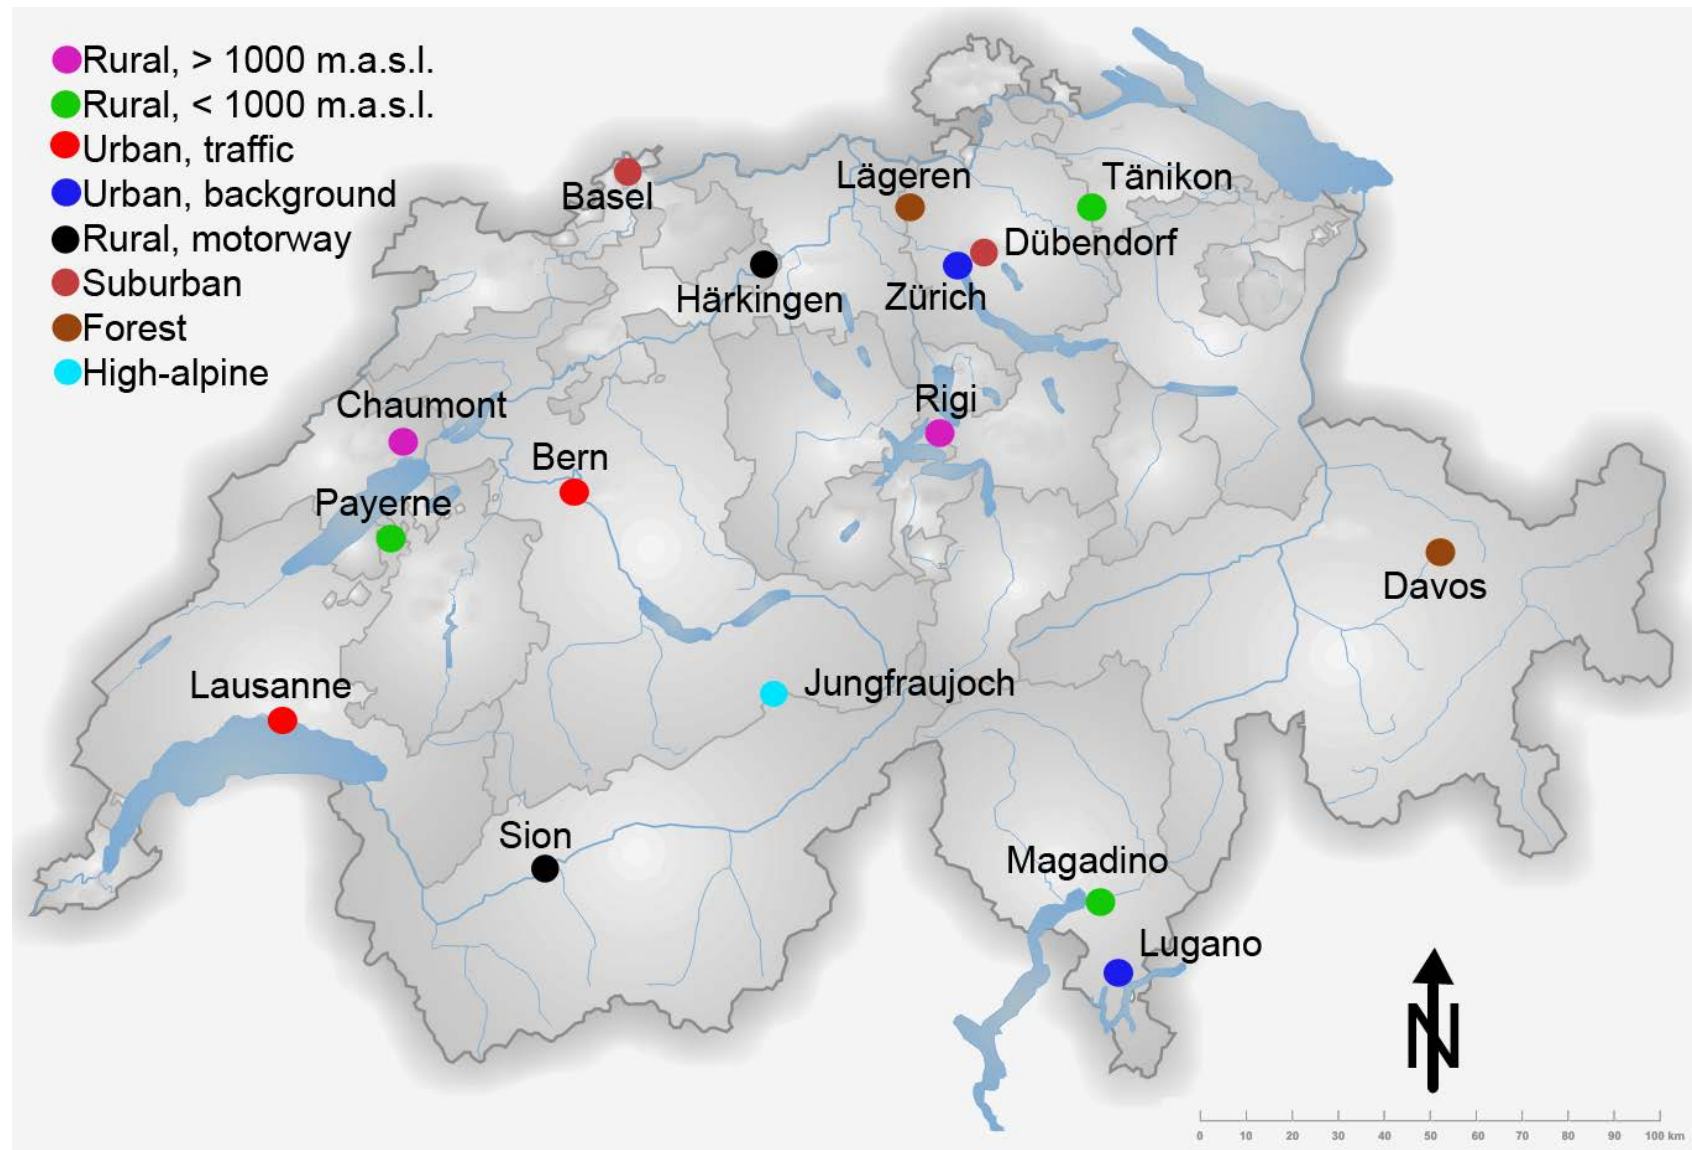 Rural, > 1000 m.a.s.l.
Rural, < 1000 m.a.s.l.
Urban, traffic
Urban, background
Rural, motorway
Suburban
Forest
High-alpine
Basel
Lägeren
Tänikon
Dübendorf
Härkingen
Zürich
Chaumont
Rigi
Bern
Payerne
Davos
Lausanne
Jungfraujoch
Sion
Magadino
Lugano
N
0 10 20 30 40 50 60 70 80 90 100 km